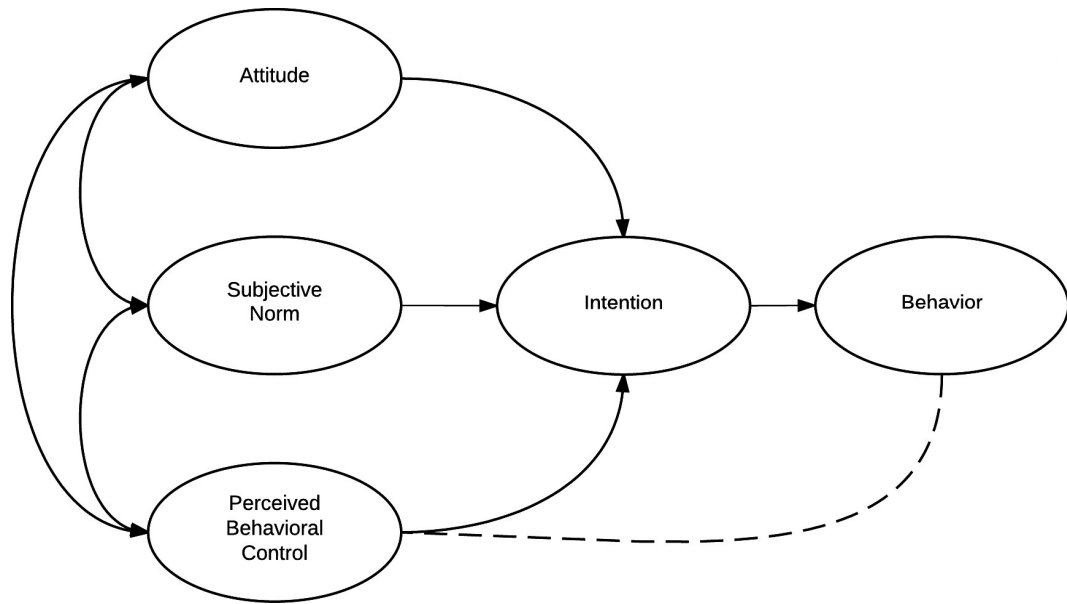 Attitude
Subjective
Norm
Intention
Behavior
Perceived
Behavioral
Control